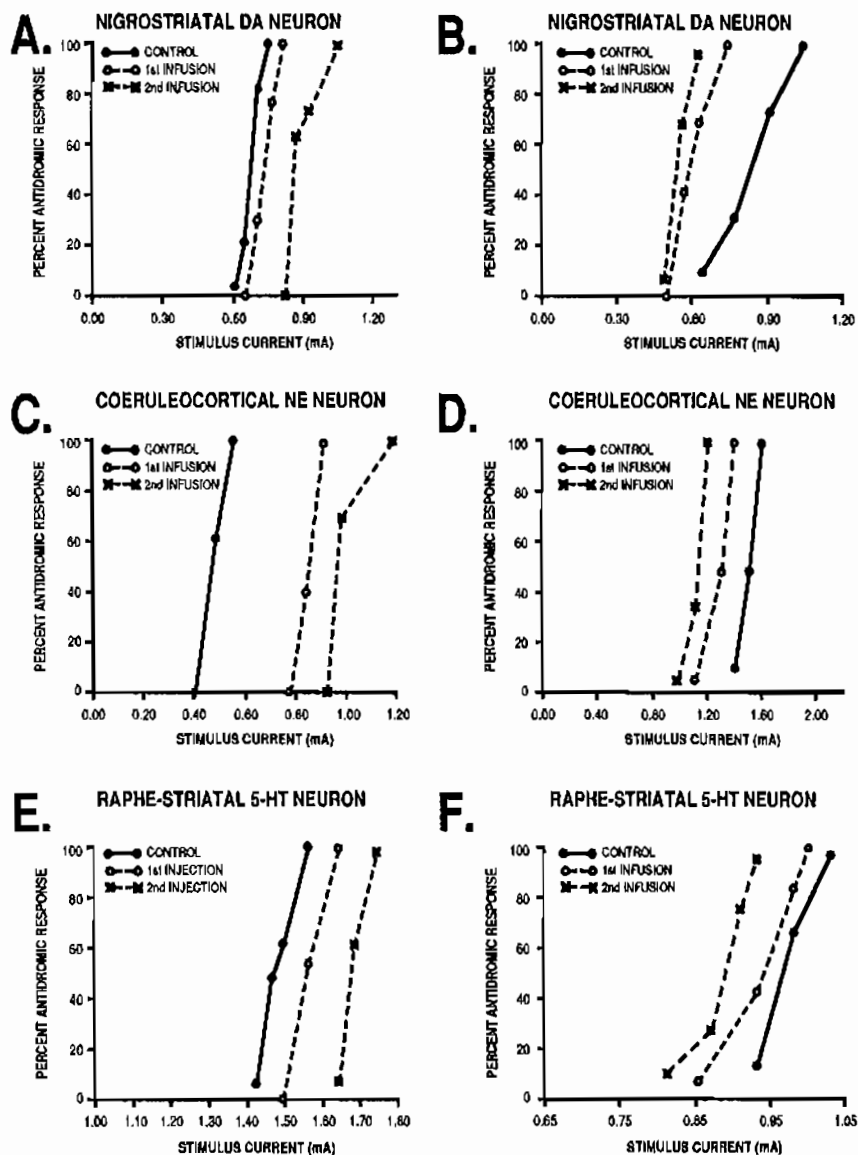 A.
NIGROSTRIATAL DA NEURON
CONTROL
1st INFUSION
2nd INFUSION
PERCENT ANTIDROMIC RESPONSE
100
80
60
40
20
0
0.00 0.30 0.60 0.90 1.20
STIMULUS CURRENT (mA)
B.
NIGROSTRIATAL DA NEURON
CONTROL
1st INFUSION
2nd INFUSION
PERCENT ANTIDROMIC RESPONSE
100
80
60
40
20
0
0.00 0.30 0.60 0.90 1.20
STIMULUS CURRENT (mA)
C.
COERULEOCORTICAL NE NEURON
CONTROL
1st INFUSION
2nd INFUSION
PERCENT ANTIDROMIC RESPONSE
100
80
60
40
20
0
0.00 0.20 0.40 0.60 0.80 1.00 1.20
STIMULUS CURRENT (mA)
D.
COERULEOCORTICAL NE NEURON
CONTROL
1st INFUSION
2nd INFUSION
PERCENT ANTIDROMIC RESPONSE
100
80
60
40
20
0
0.00 0.40 0.80 1.20 1.60 2.00
STIMULUS CURRENT (mA)
E.
RAPHE-STRIATAL 5-HT NEURON
CONTROL
1st INJECTION
2nd INJECTION
PERCENT ANTIDROMIC RESPONSE
100
80
60
40
20
0
1.00 1.10 1.20 1.30 1.40 1.50 1.60 1.70 1.80
STIMULUS CURRENT (mA)
F.
RAPHE-STRIATAL 5-HT NEURON
CONTROL
1st INFUSION
2nd INFUSION
PERCENT ANTIDROMIC RESPONSE
100
80
60
40
20
10
0
0.65 0.75 0.85 0.95 1.05
STIMULUS CURRENT (mA)